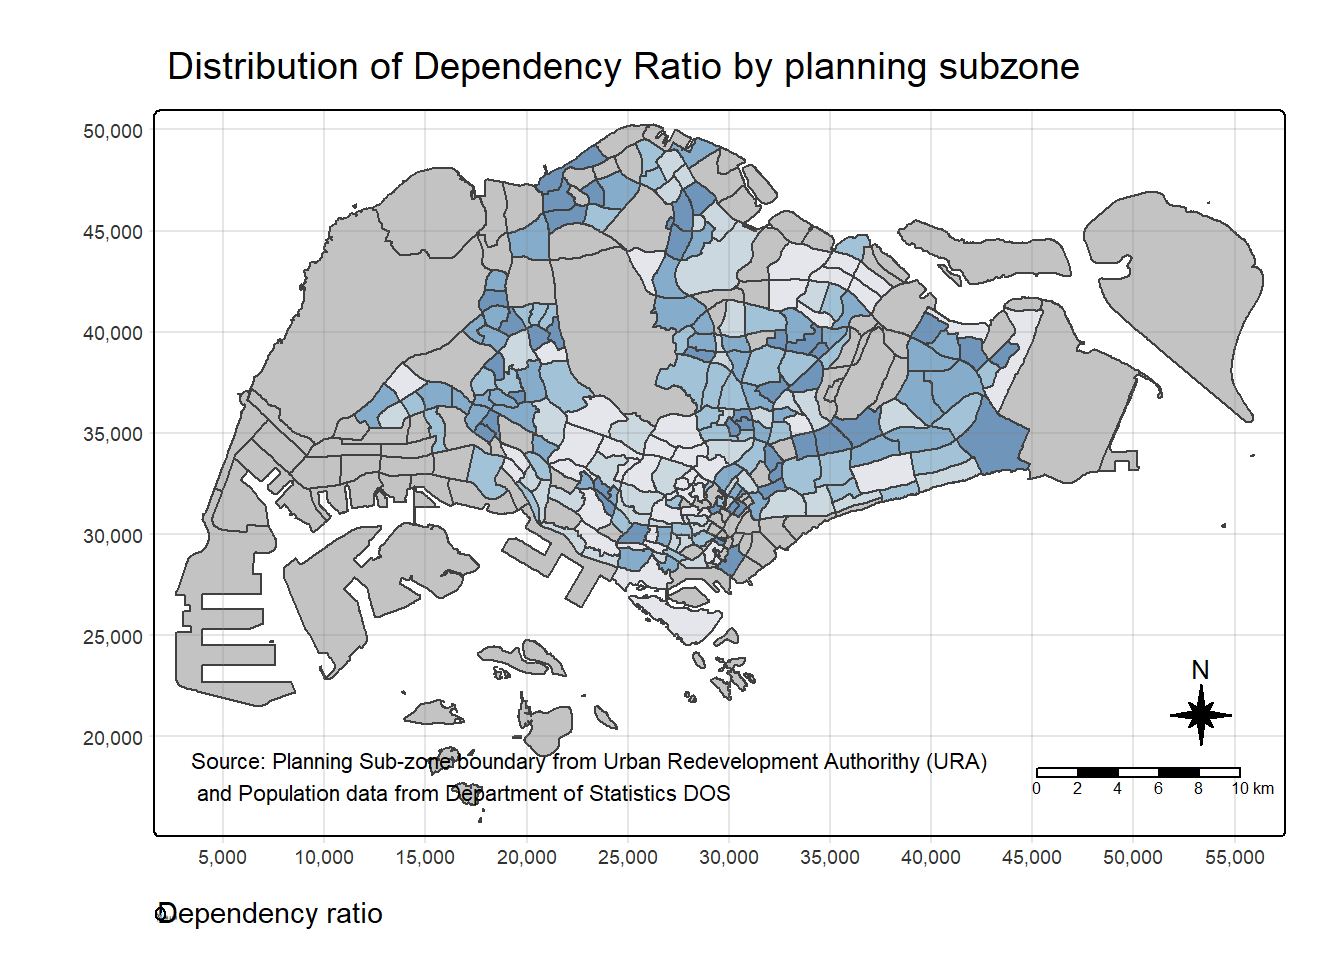 Distribution of Dependency Ratio by planning subzone
50,000
45,000
40,000
35,000
30,000
25,000
20,000
N
Source: Planning Sub-zone boundary from Urban Redevelopment Authorithy (URA)
and Population data from Department of Statistics DOS
0 2 4 6 8 10 km
5,000 10,000 15,000 20,000 25,000 30,000 35,000 40,000 45,000 50,000 55,000
Dependency ratio